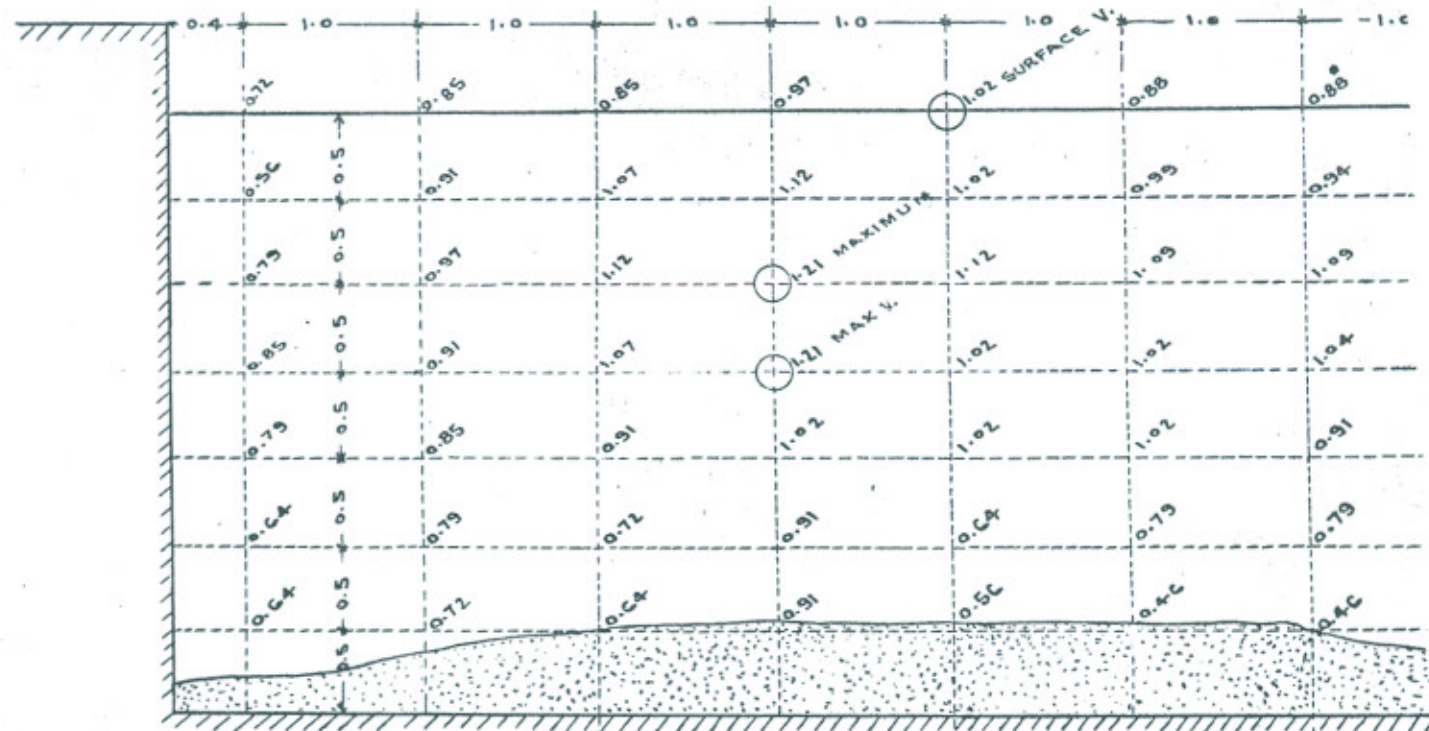 0.4 1.0 1.0 1.0 1.0 1.0 1.0 -1.0
0.72 0.85 0.85 0.97 1.02 SURFACE V. 0.88 0.88
0.5
0.56 0.91 1.07 1.12 1.02 0.99 0.94
0.5
0.79 0.97 1.12 1.21 MAXIMUM 1.12 1.09 1.09
0.5
0.85 0.91 1.07 1.21 MAX V. 1.02 1.02 1.04
0.5
0.79 0.85 0.91 1.02 1.02 1.02 0.91
0.5
0.64 0.79 0.72 0.91 0.64 0.79 0.79
0.5
0.64 0.72 0.64 0.91 0.56 0.46 0.46
0.5